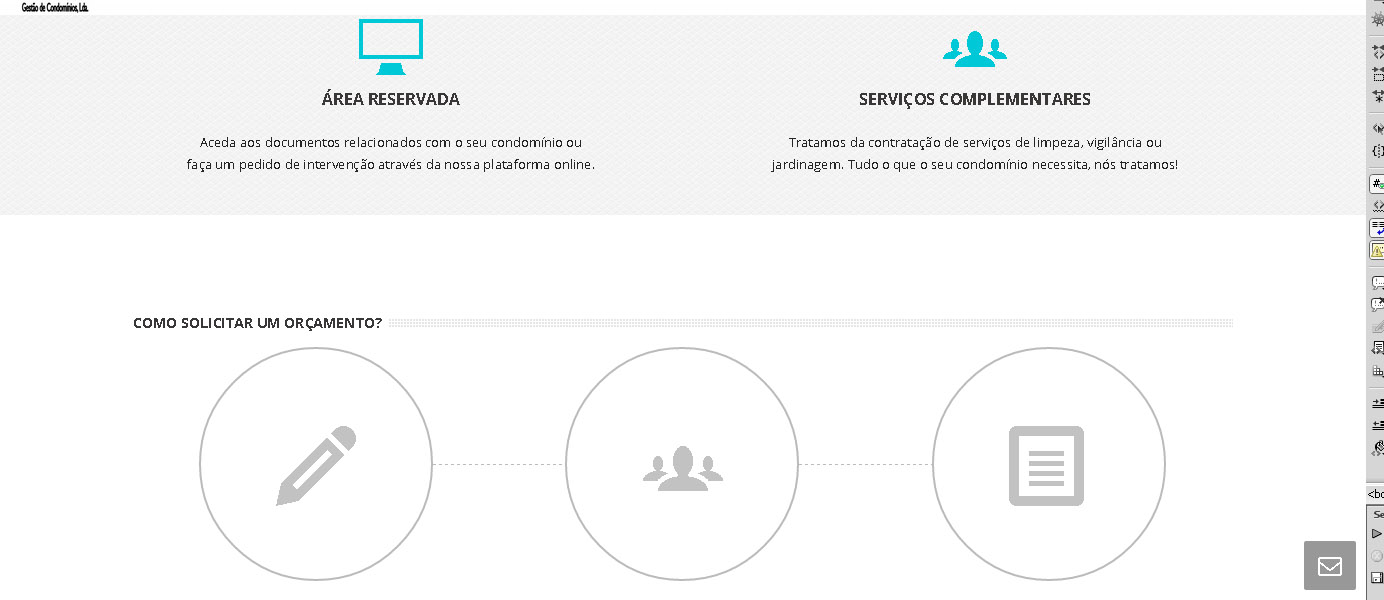 Gestão de Condomínios, Lda.
ÁREA RESERVADA
Aceda aos documentos relacionados com o seu condomínio ou
faça um pedido de intervenção através da nossa plataforma online.
SERVIÇOS COMPLEMENTARES
Tratamos da contratação de serviços de limpeza, vigilância ou
jardinagem. Tudo o que o seu condomínio necessita, nós tratamos!
COMO SOLICITAR UM ORÇAMENTO?
<bo
Se